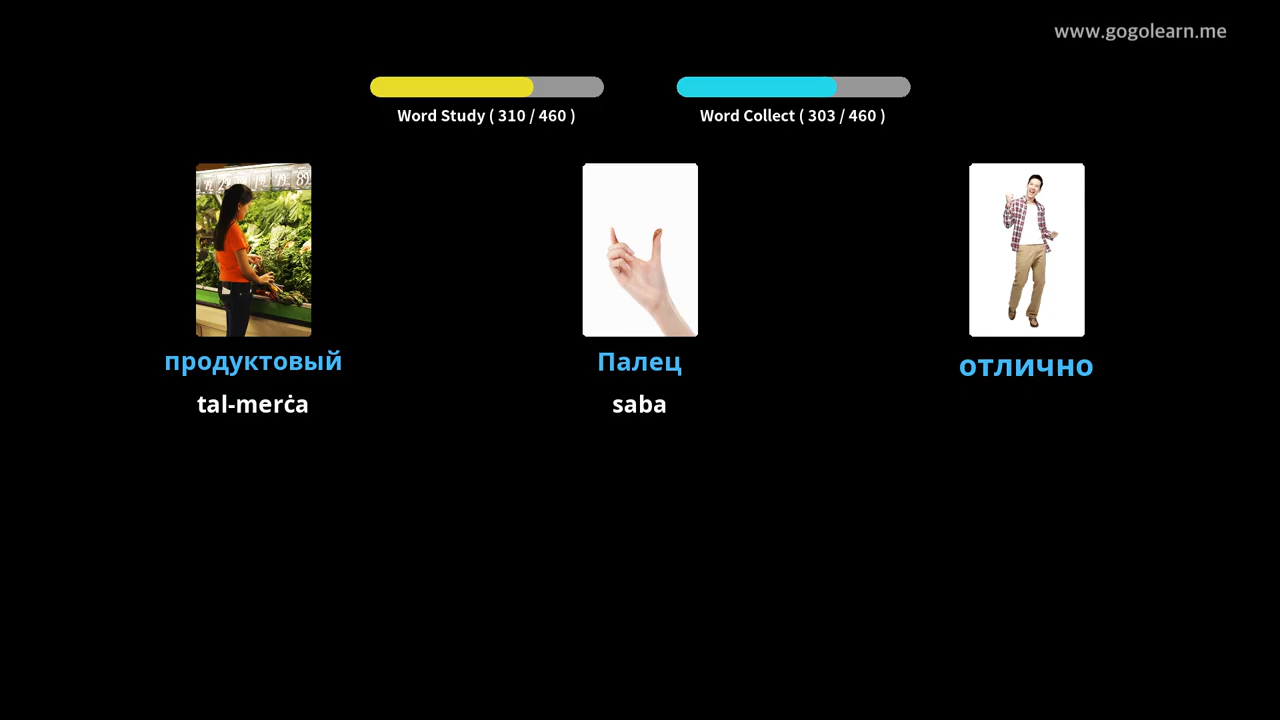 www.gogolearn.me
Word Study ( 310 / 460 )
Word Collect ( 303 / 460 )
продуктовый
Палец
отлично
tal-merċa
saba